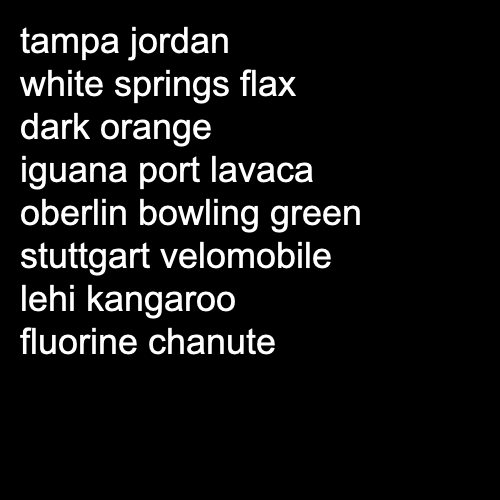 tampa jordan
white springs flax
dark orange
iguana port lavaca
oberlin bowling green
stuttgart velomobile
lehi kangaroo
fluorine chanute